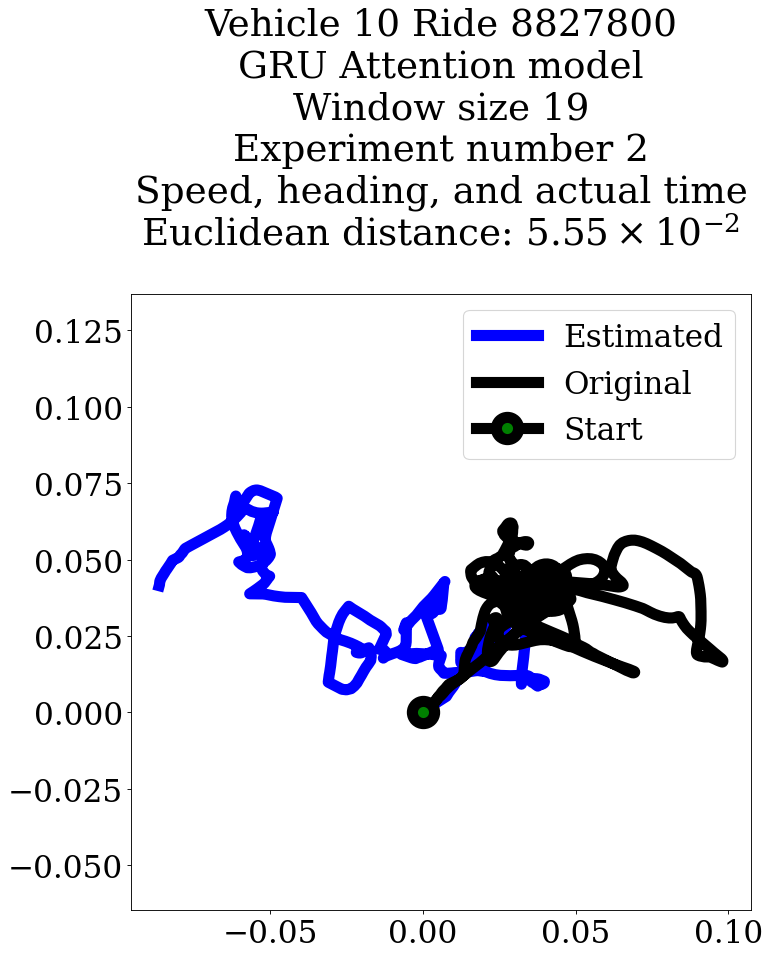 Vehicle 10 Ride 8827800
GRU Attention model
Window size 19
Experiment number 2
Speed, heading, and actual time
Euclidean distance: 5.55 × 10⁻²
Estimated
Original
Start
0.125
0.100
0.075
0.050
0.025
0.000
−0.025
−0.050
−0.05 0.00 0.05 0.10